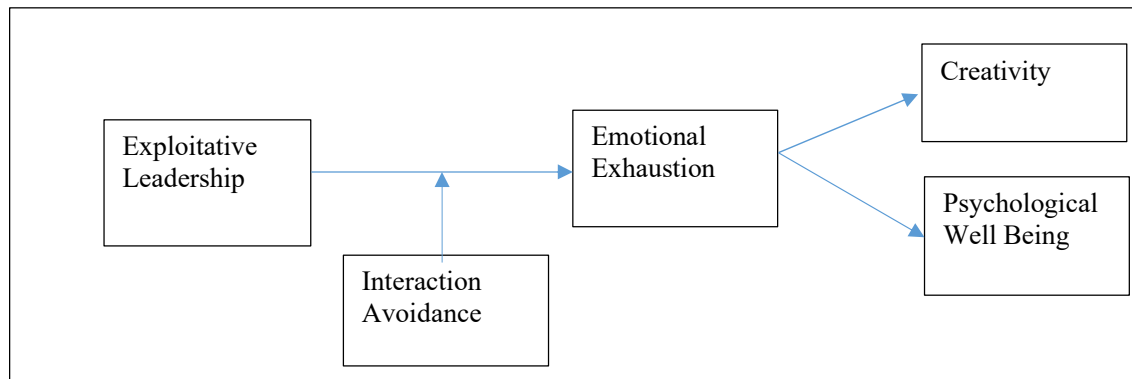 Exploitative
Leadership
Interaction
Avoidance
Emotional
Exhaustion
Creativity
Psychological
Well Being